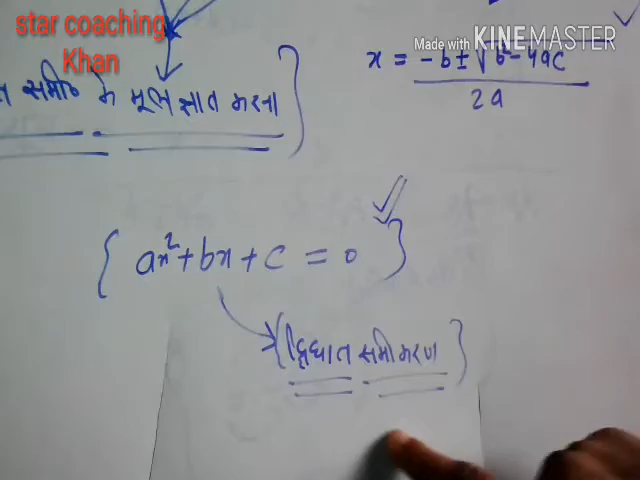 star coaching
Khan
Made with KINEMASTER
x = -b ± √b² - 4ac
2a
समी० के मूल ज्ञात करना
{ ax² + bx + c = 0 }
(द्विघात समीकरण)